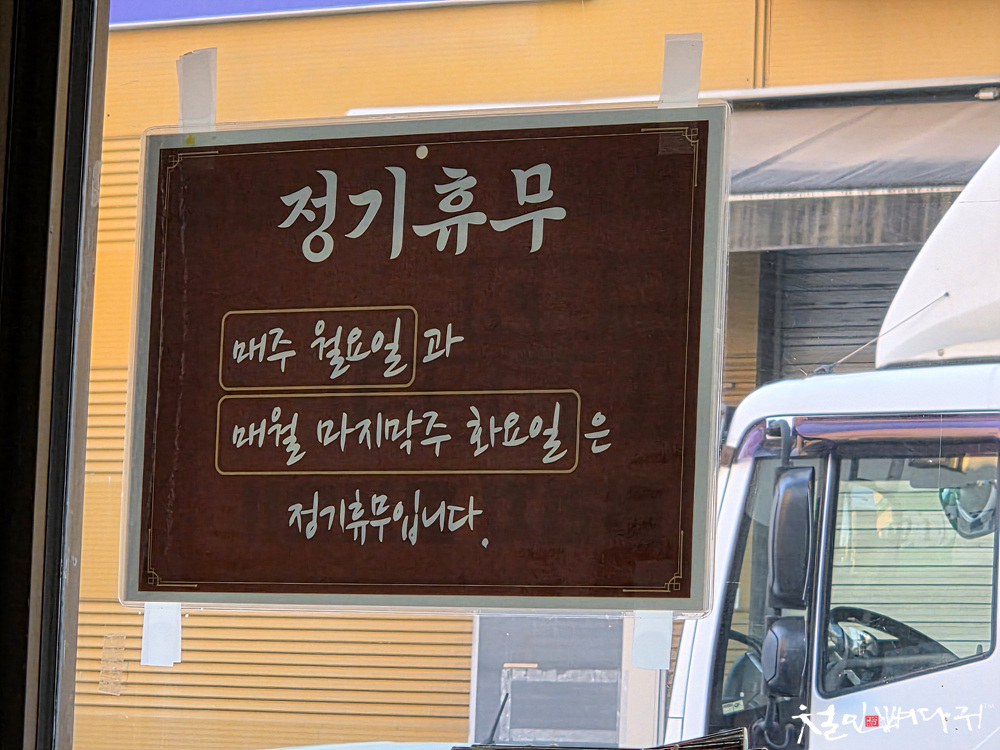 정기휴무
매주 월요일 과
매월 마지막주 화요일 은
정기휴무입니다.